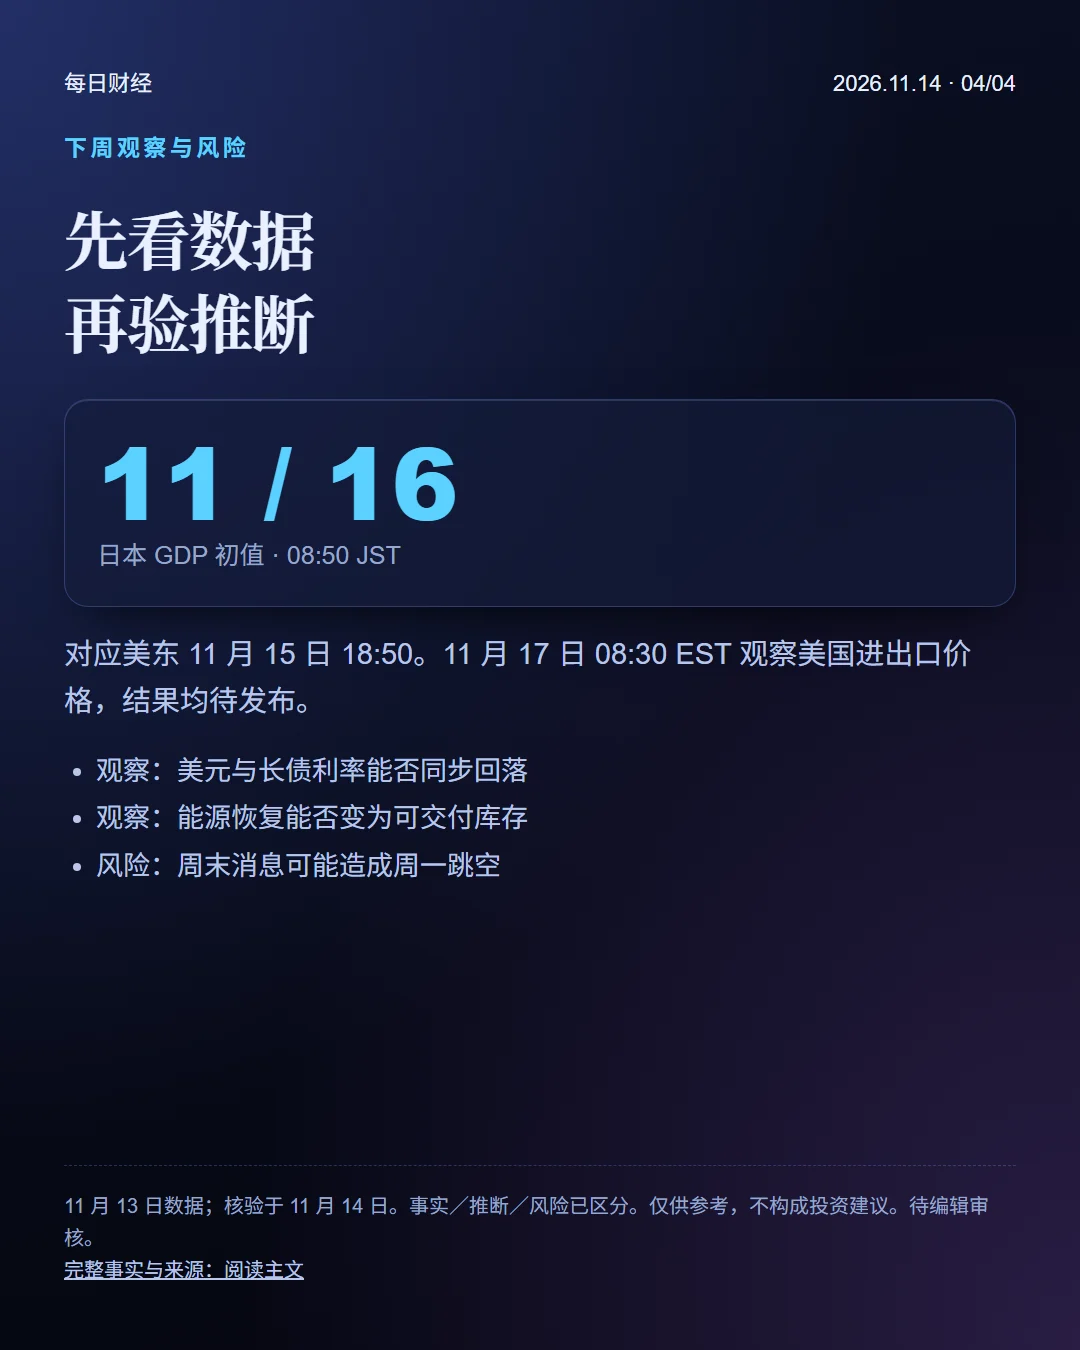 每日财经
2026.11.14 · 04/04
下周观察与风险
先看数据
再验推断
11 / 16
日本 GDP 初值 · 08:50 JST
对应美东 11 月 15 日 18:50。11 月 17 日 08:30 EST 观察美国进出口价
格，结果均待发布。
• 观察：美元与长债利率能否同步回落
• 观察：能源恢复能否变为可交付库存
• 风险：周末消息可能造成周一跳空
11 月 13 日数据；核验于 11 月 14 日。事实／推断／风险已区分。仅供参考，不构成投资建议。待编辑审
核。
完整事实与来源：阅读主文